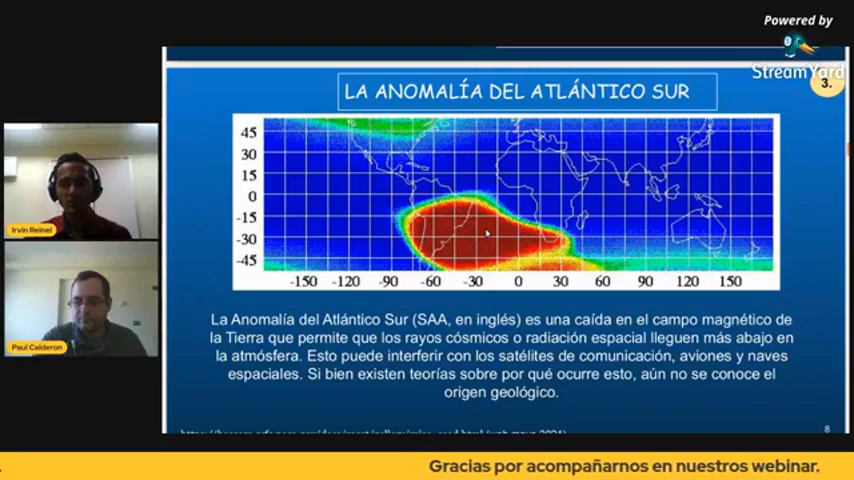 Powered by
StreamYard
3.
LA ANOMALÍA DEL ATLÁNTICO SUR
45
30
15
0
-15
-30
-45
-150 -120 -90 -60 -30 0 30 60 90 120 150
Irvin Reinel
Paul Calderon
La Anomalía del Atlántico Sur (SAA, en inglés) es una caída en el campo magnético de
la Tierra que permite que los rayos cósmicos o radiación espacial lleguen más abajo en
la atmósfera. Esto puede interferir con los satélites de comunicación, aviones y naves
espaciales. Si bien existen teorías sobre por qué ocurre esto, aún no se conoce el
origen geológico.
8
Gracias por acompañarnos en nuestros webinar.